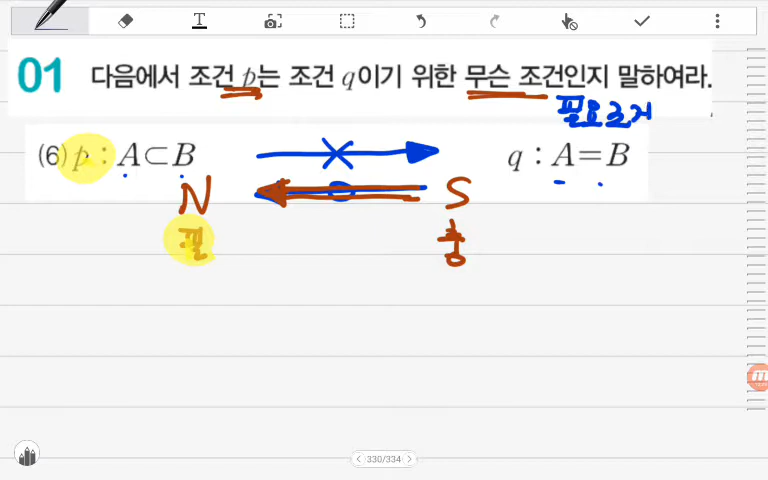 01 다음에서 조건 p는 조건 q이기 위한 무슨 조건인지 말하여라.
필요조건
(6) p : A⊂B q : A=B
N S
필 충
330/334